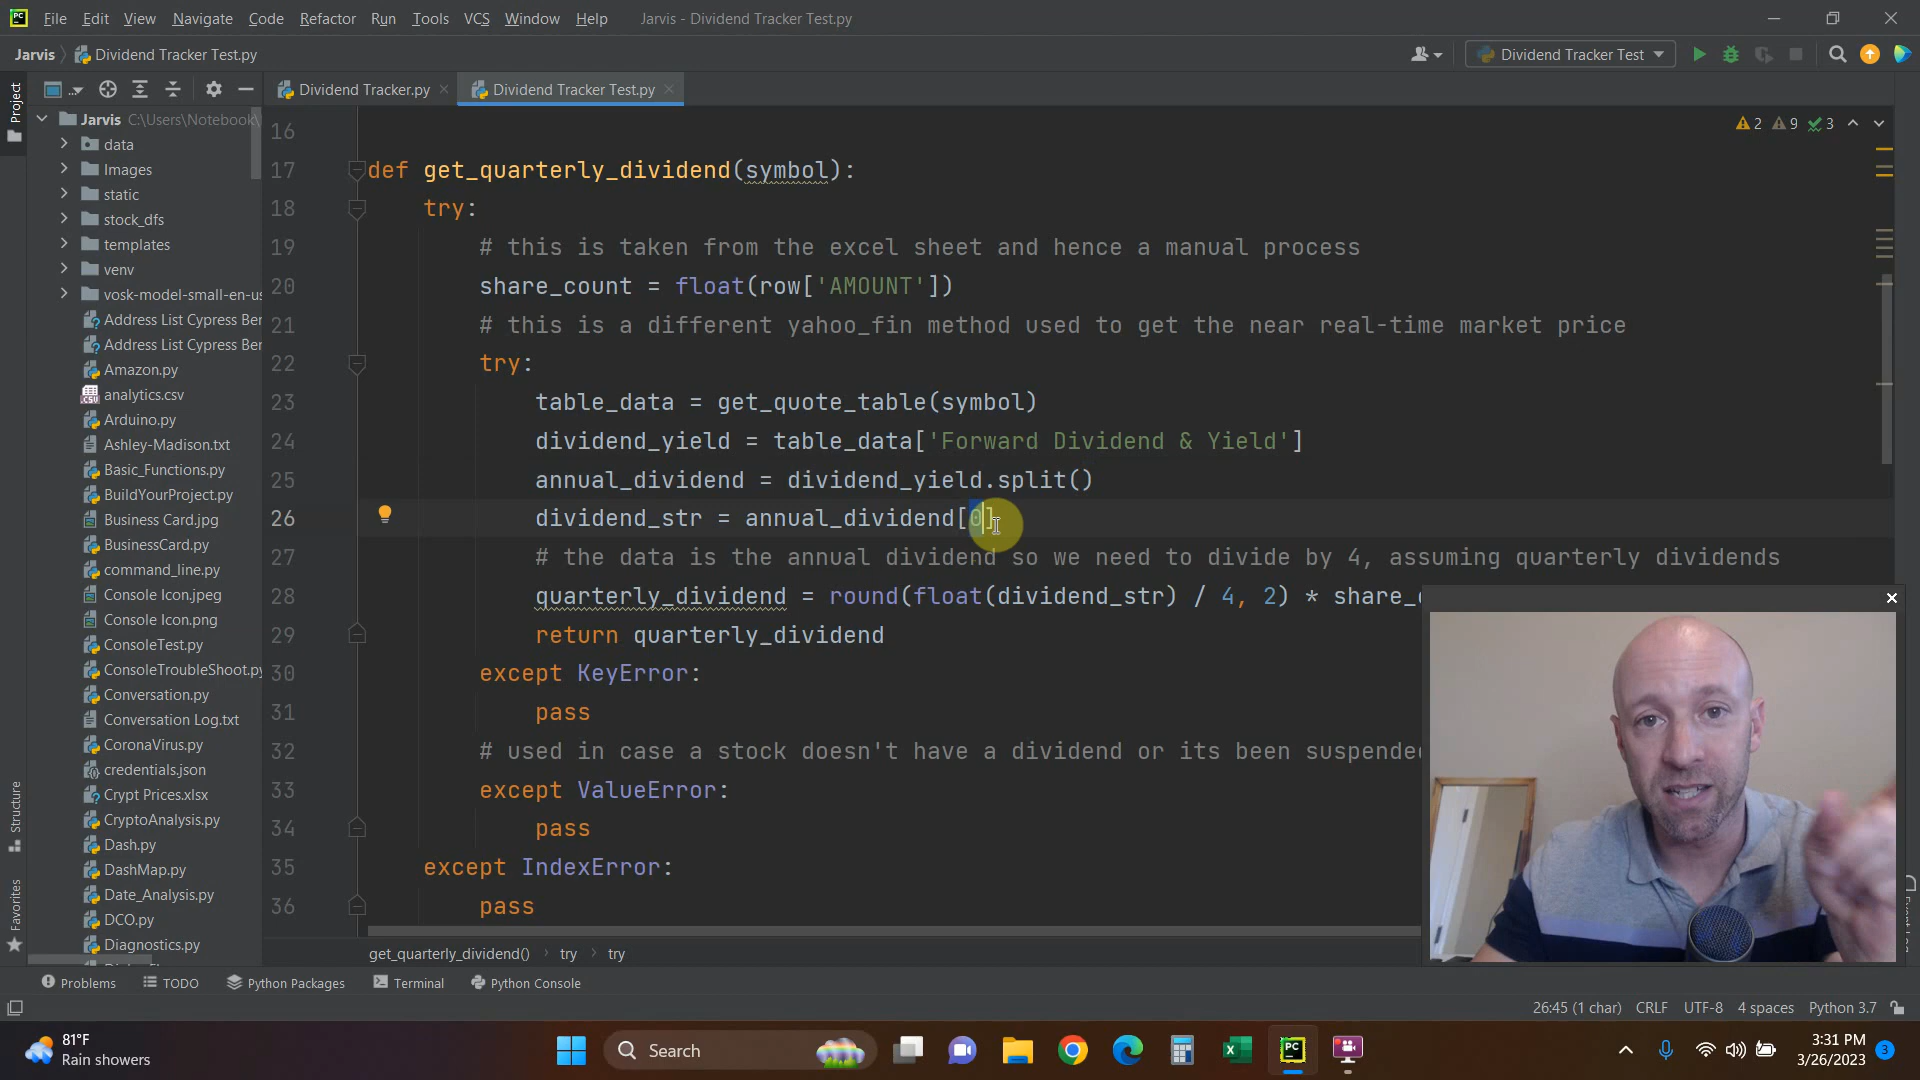 File Edit View Navigate Code Refactor Run Tools VCS Window Help Jarvis - Dividend Tracker Test.py
Jarvis Dividend Tracker Test.py Dividend Tracker Test
Project
Dividend Tracker.py Dividend Tracker Test.py
Jarvis C:\Users\Notebook\
data
Images
static
stock_dfs
templates
venv
vosk-model-small-en-us
Address List Cypress Ber
Address List Cypress Ber
Amazon.py
analytics.csv
Arduino.py
Ashley-Madison.txt
Basic_Functions.py
BuildYourProject.py
Business Card.jpg
BusinessCard.py
command_line.py
Console Icon.jpeg
Console Icon.png
ConsoleTest.py
ConsoleTroubleShoot.py
Conversation.py
Conversation Log.txt
CoronaVirus.py
credentials.json
Crypt Prices.xlsx
CryptoAnalysis.py
Dash.py
DashMap.py
Date_Analysis.py
DCO.py
Diagnostics.py
Structure
Favorites
2 9 3
16
17 def get_quarterly_dividend(symbol):
18 try:
19 # this is taken from the excel sheet and hence a manual process
20 share_count = float(row['AMOUNT'])
21 # this is a different yahoo_fin method used to get the near real-time market price
22 try:
23 table_data = get_quote_table(symbol)
24 dividend_yield = table_data['Forward Dividend & Yield']
25 annual_dividend = dividend_yield.split()
26 dividend_str = annual_dividend[0]
27 # the data is the annual dividend so we need to divide by 4, assuming quarterly dividends
28 quarterly_dividend = round(float(dividend_str) / 4, 2) * share_
29 return quarterly_dividend
30 except KeyError:
31 pass
32 # used in case a stock doesn't have a dividend or its been suspended
33 except ValueError:
34 pass
35 except IndexError:
36 pass
get_quarterly_dividend() try try
Problems TODO Python Packages Terminal Python Console
26:45 (1 char) CRLF UTF-8 4 spaces Python 3.7
81°F
Rain showers
Search
3:31 PM
3/26/2023
3